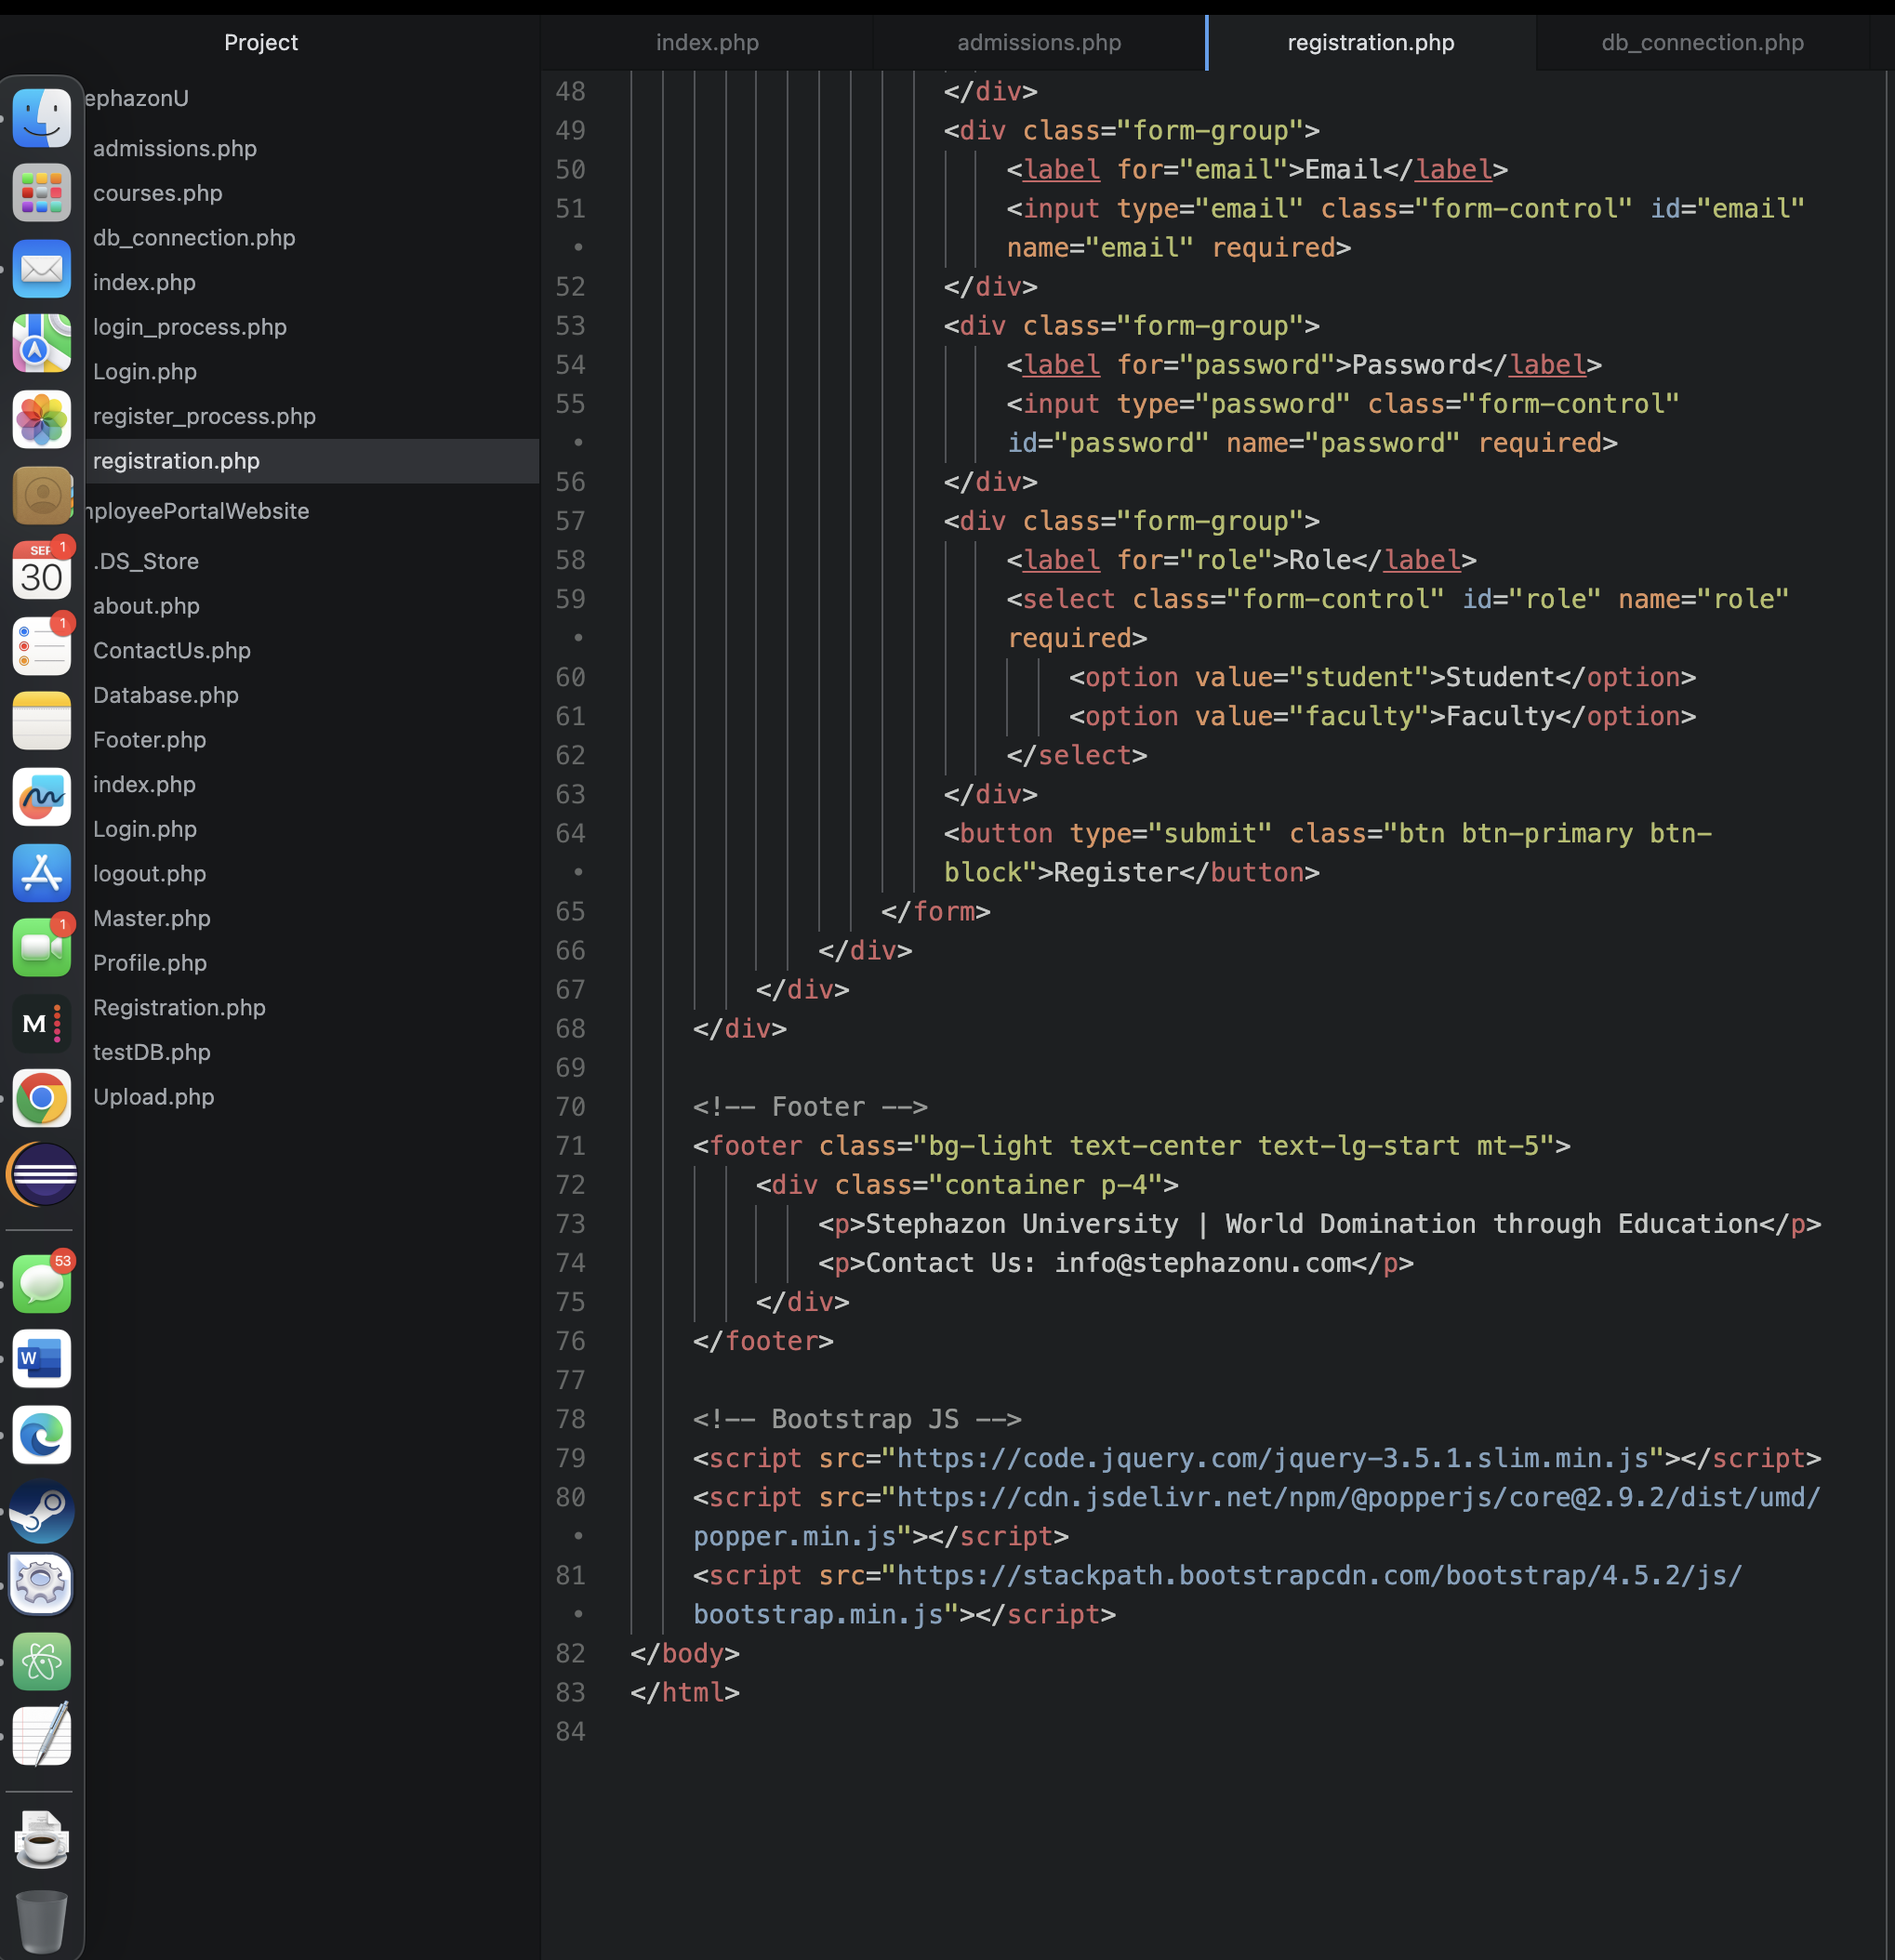 Project
index.php
admissions.php
registration.php
db_connection.php
ephazonU
admissions.php
courses.php
db_connection.php
index.php
login_process.php
Login.php
register_process.php
registration.php
mployeePortalWebsite
.DS_Store
about.php
ContactUs.php
Database.php
Footer.php
index.php
Login.php
logout.php
Master.php
Profile.php
Registration.php
testDB.php
Upload.php
SEP 1
30
1
1
M
53
W
48 </div>
49 <div class="form-group">
50 <label for="email">Email</label>
51 <input type="email" class="form-control" id="email"
• name="email" required>
52 </div>
53 <div class="form-group">
54 <label for="password">Password</label>
55 <input type="password" class="form-control"
• id="password" name="password" required>
56 </div>
57 <div class="form-group">
58 <label for="role">Role</label>
59 <select class="form-control" id="role" name="role"
• required>
60 <option value="student">Student</option>
61 <option value="faculty">Faculty</option>
62 </select>
63 </div>
64 <button type="submit" class="btn btn-primary btn-
• block">Register</button>
65 </form>
66 </div>
67 </div>
68 </div>
69
70 <!-- Footer -->
71 <footer class="bg-light text-center text-lg-start mt-5">
72 <div class="container p-4">
73 <p>Stephazon University | World Domination through Education</p>
74 <p>Contact Us: info@stephazonu.com</p>
75 </div>
76 </footer>
77
78 <!-- Bootstrap JS -->
79 <script src="https://code.jquery.com/jquery-3.5.1.slim.min.js"></script>
80 <script src="https://cdn.jsdelivr.net/npm/@popperjs/core@2.9.2/dist/umd/
• popper.min.js"></script>
81 <script src="https://stackpath.bootstrapcdn.com/bootstrap/4.5.2/js/
• bootstrap.min.js"></script>
82 </body>
83 </html>
84